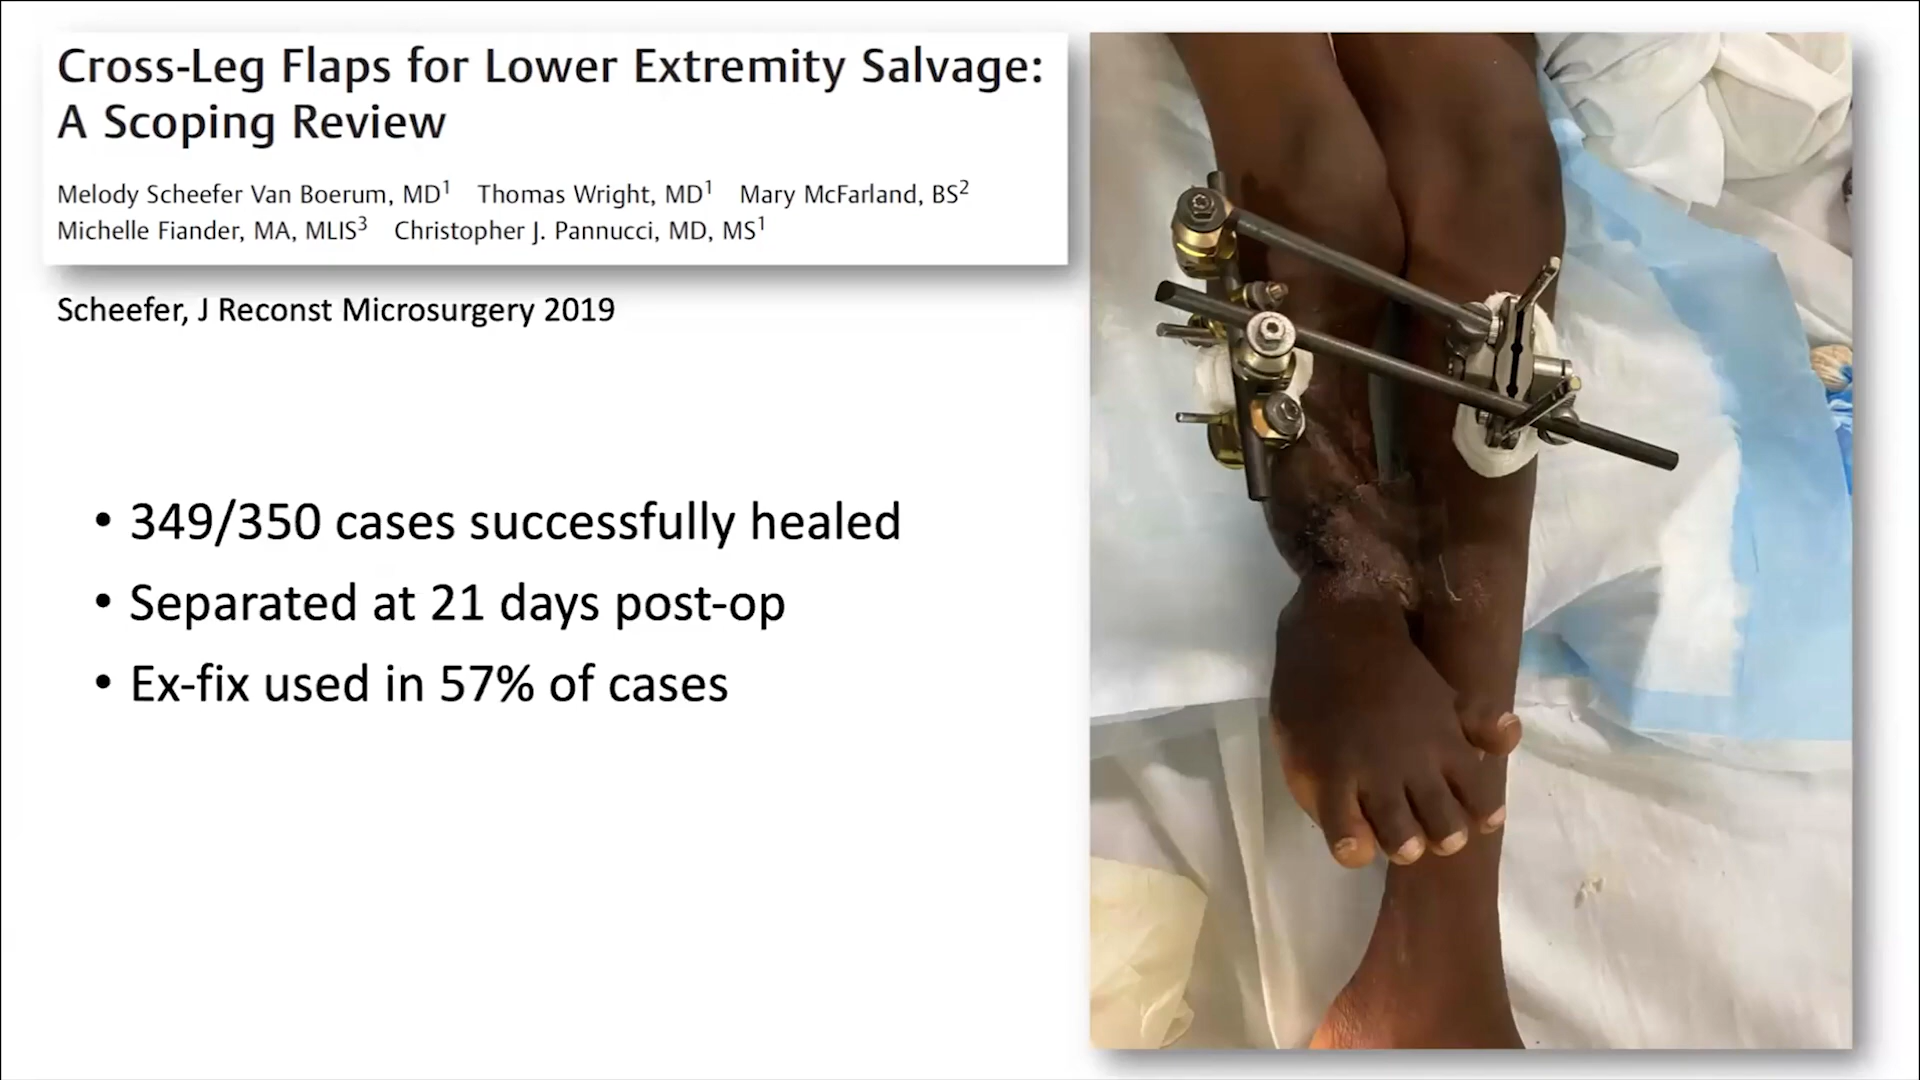 Cross-Leg Flaps for Lower Extremity Salvage:
A Scoping Review
Melody Scheefer Van Boerum, MD¹ Thomas Wright, MD¹ Mary McFarland, BS²
Michelle Fiander, MA, MLIS³ Christopher J. Pannucci, MD, MS¹
Scheefer, J Reconst Microsurgery 2019
• 349/350 cases successfully healed
• Separated at 21 days post-op
• Ex-fix used in 57% of cases